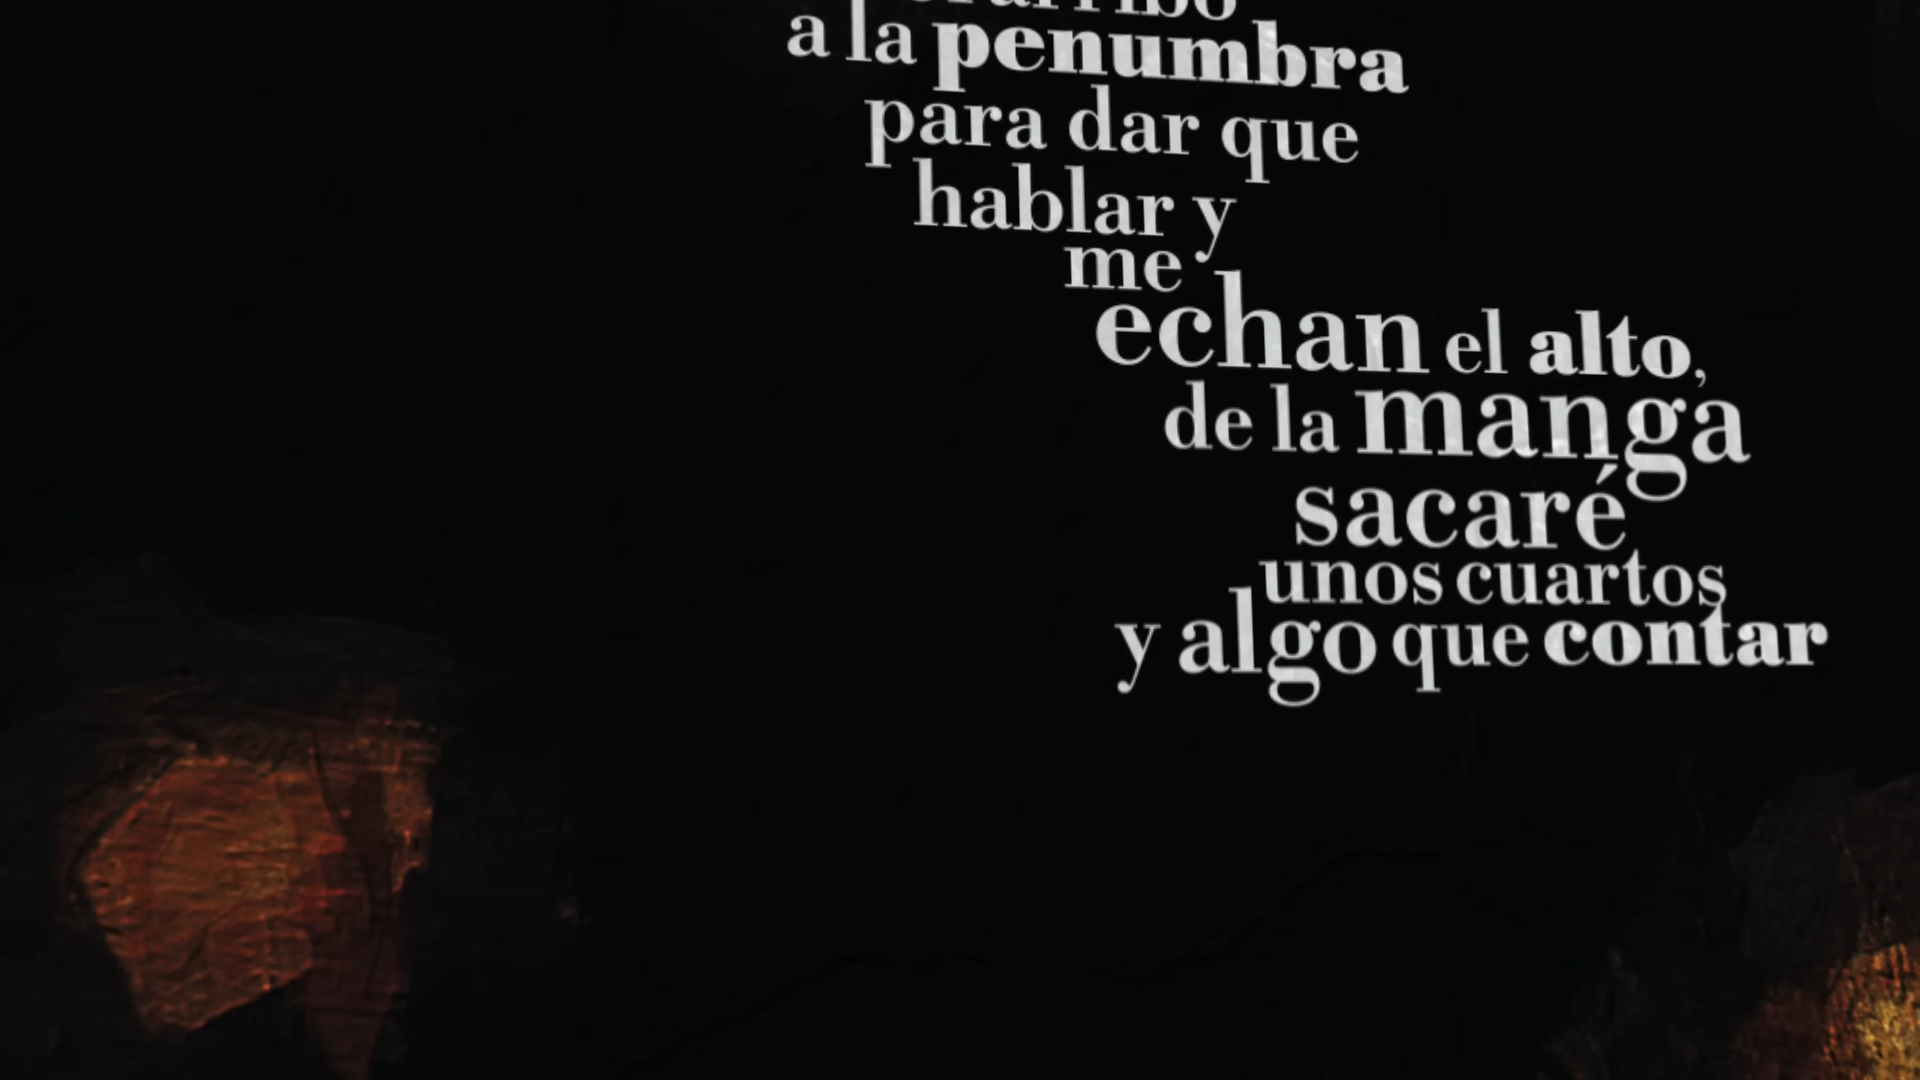 a la penumbra
para dar que
hablar y
me
echan el alto,
de la manga
sacaré
unos cuartos
y algo que contar